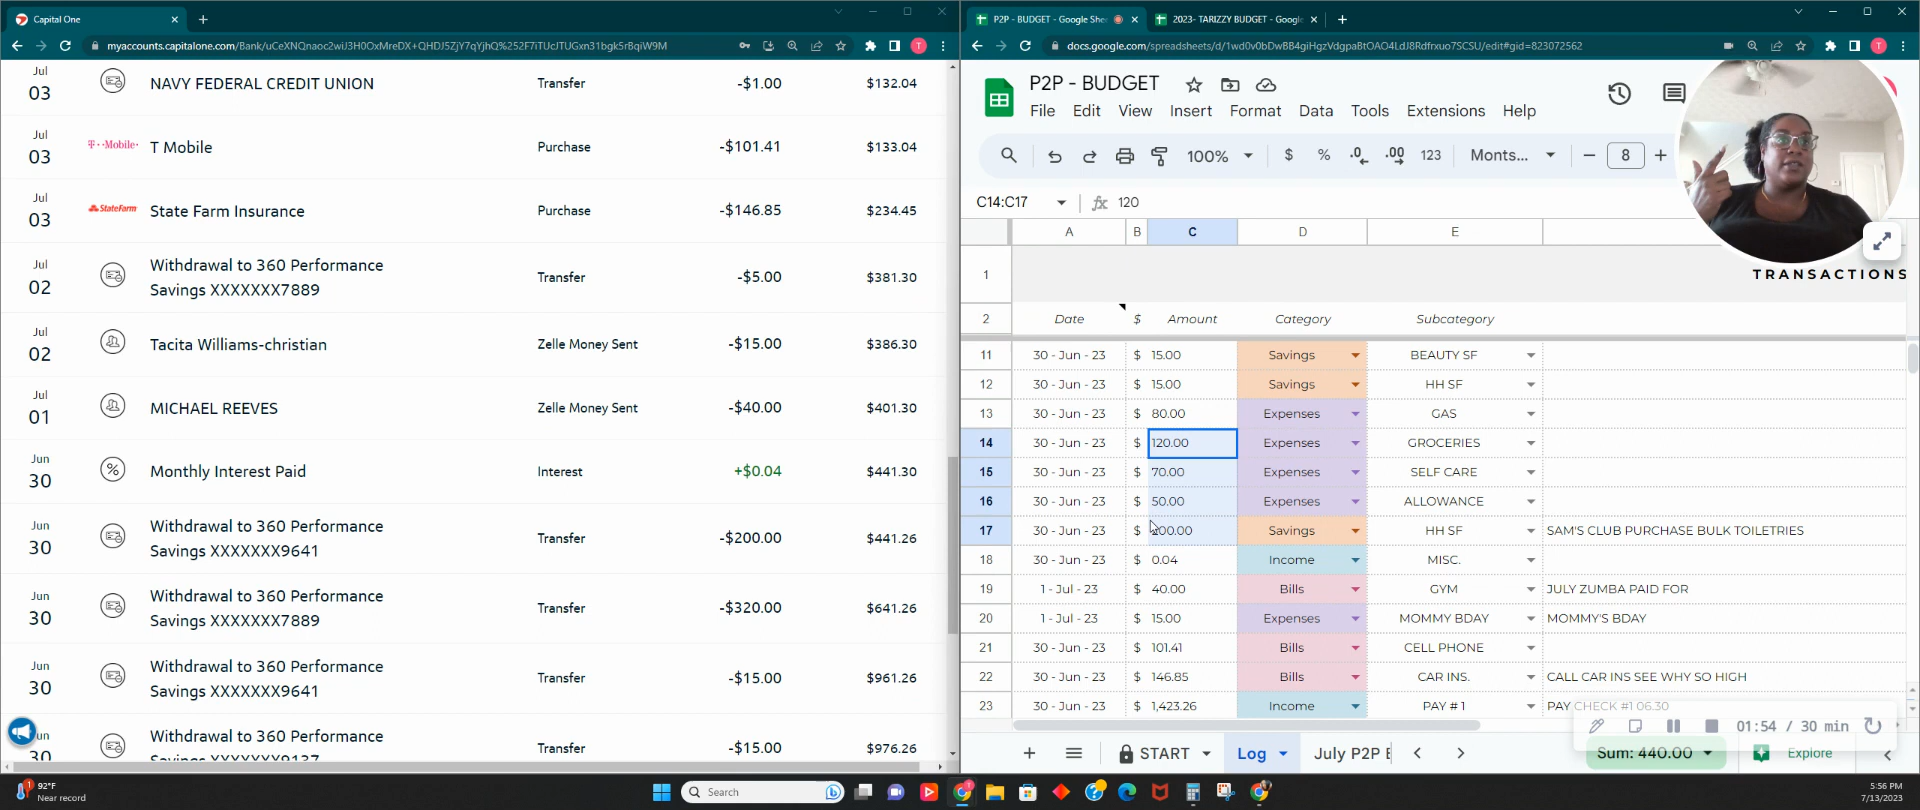 Capital One
P2P - BUDGET - Google She
2023- TARIZZY BUDGET - Google
myaccounts.capitalone.com/Bank/uCeXNQnaoc2wiJ3H0OxMreDX+QHDJ5ZjY7qYjhQ%252F7iTUcJTUGxn31bgk5rBqiW9M
T
docs.google.com/spreadsheets/d/1wd0v0bDwBB4giHgzVdgpaBtOAO4LdJ8Rdfrxuo7SCSU/edit#gid=823072562
T
Jul 03 NAVY FEDERAL CREDIT UNION Transfer -$1.00 $132.04
Jul 03 T Mobile T Mobile Purchase -$101.41 $133.04
Jul 03 StateFarm State Farm Insurance Purchase -$146.85 $234.45
Jul 02 Withdrawal to 360 Performance Savings XXXXXXX7889 Transfer -$5.00 $381.30
Jul 02 Tacita Williams-christian Zelle Money Sent -$15.00 $386.30
Jul 01 MICHAEL REEVES Zelle Money Sent -$40.00 $401.30
Jun 30 Monthly Interest Paid Interest +$0.04 $441.30
Jun 30 Withdrawal to 360 Performance Savings XXXXXXX9641 Transfer -$200.00 $441.26
Jun 30 Withdrawal to 360 Performance Savings XXXXXXX7889 Transfer -$320.00 $641.26
Jun 30 Withdrawal to 360 Performance Savings XXXXXXX9641 Transfer -$15.00 $961.26
un 30 Withdrawal to 360 Performance Savings XXXXXXX9137 Transfer -$15.00 $976.26
P2P - BUDGET
File Edit View Insert Format Data Tools Extensions Help
100% $ % .0 .00 123 Monts... 8
C14:C17 fx 120
A B C D E
1 TRANSACTIONS
2 Date $ Amount Category Subcategory
11 30 - Jun - 23 $ 15.00 Savings BEAUTY SF
12 30 - Jun - 23 $ 15.00 Savings HH SF
13 30 - Jun - 23 $ 80.00 Expenses GAS
14 30 - Jun - 23 $ 120.00 Expenses GROCERIES
15 30 - Jun - 23 $ 70.00 Expenses SELF CARE
16 30 - Jun - 23 $ 50.00 Expenses ALLOWANCE
17 30 - Jun - 23 $ 200.00 Savings HH SF SAM'S CLUB PURCHASE BULK TOILETRIES
18 30 - Jun - 23 $ 0.04 Income MISC.
19 1 - Jul - 23 $ 40.00 Bills GYM JULY ZUMBA PAID FOR
20 1 - Jul - 23 $ 15.00 Expenses MOMMY BDAY MOMMY'S BDAY
21 30 - Jun - 23 $ 101.41 Bills CELL PHONE
22 30 - Jun - 23 $ 146.85 Bills CAR INS. CALL CAR INS SEE WHY SO HIGH
23 30 - Jun - 23 $ 1,423.26 Income PAY # 1 PAY CHECK #1 06.30
01:54 / 30 min
START Log July P2P Sum: 440.00 Explore
92°F
Near record
Search
5:56 PM
7/13/2023